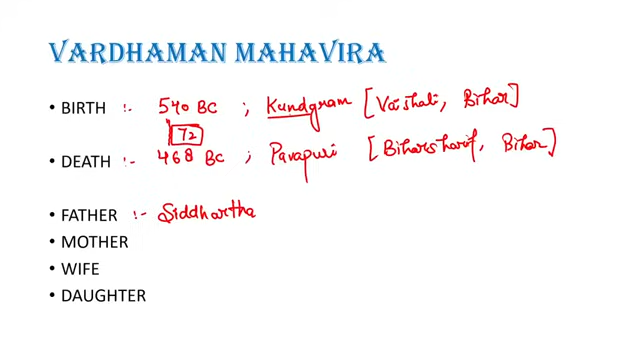 VARDHAMAN MAHAVIRA
• BIRTH :- 540 BC ; Kundgram [Vaishali, Bihar]
72
• DEATH :- 468 BC ; Pavapuri [Biharsharif, Bihar]
• FATHER :- Siddhartha
• MOTHER
• WIFE
• DAUGHTER